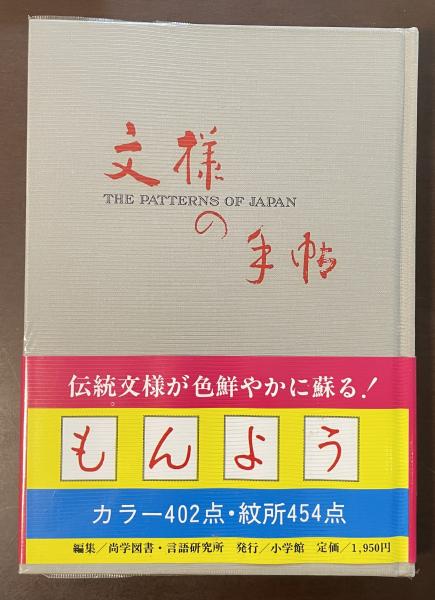 文様
THE PATTERNS OF JAPAN
の
手帖
伝統文様が色鮮やかに蘇る!
もんよう
カラー402点・紋所454点
編集/尚学図書・言語研究所 発行/小学館 定価/1,950円